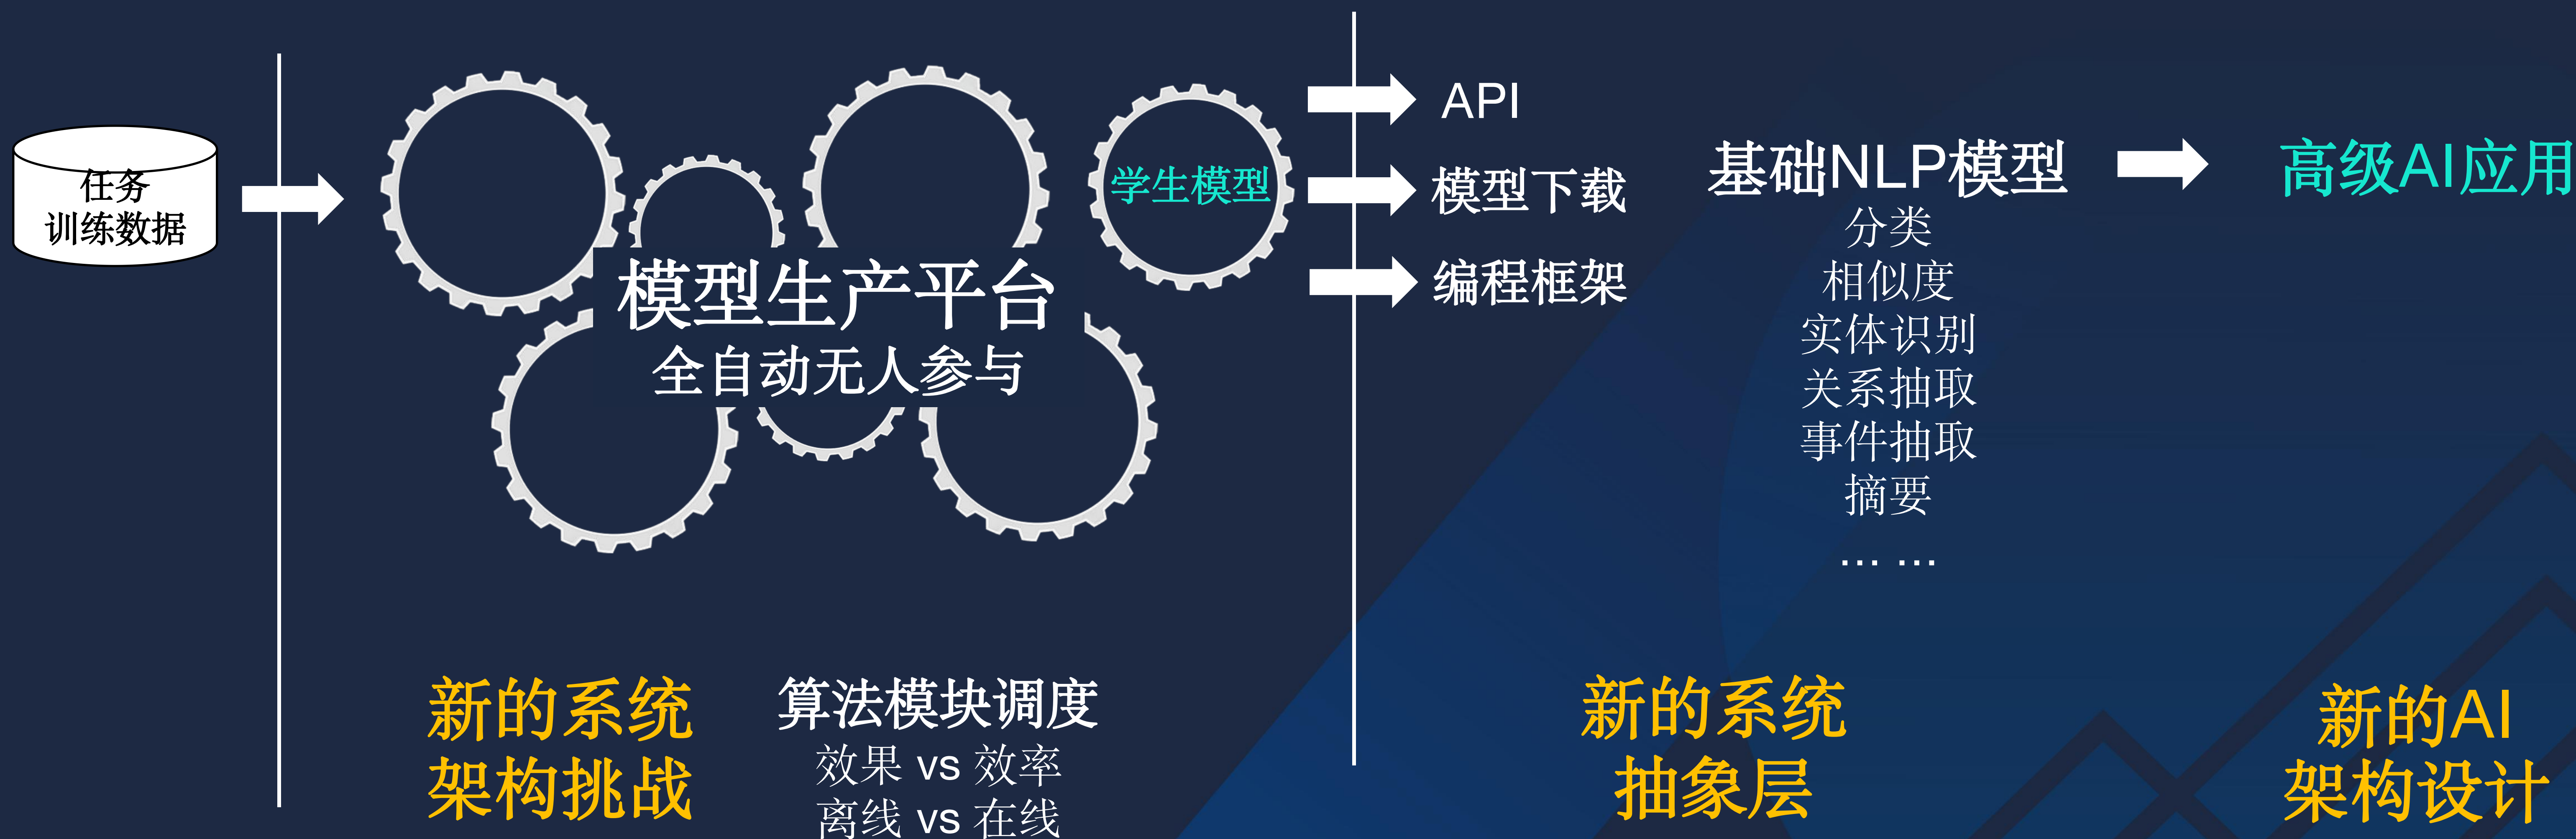 任务
训练数据
模型生产平台
全自动无人参与
学生模型
API
模型下载
编程框架
基础NLP模型
分类
相似度
实体识别
关系抽取
事件抽取
摘要
... ...
高级AI应用
新的系统
架构挑战
算法模块调度
效果 vs 效率
离线 vs 在线
新的系统
抽象层
新的AI
架构设计